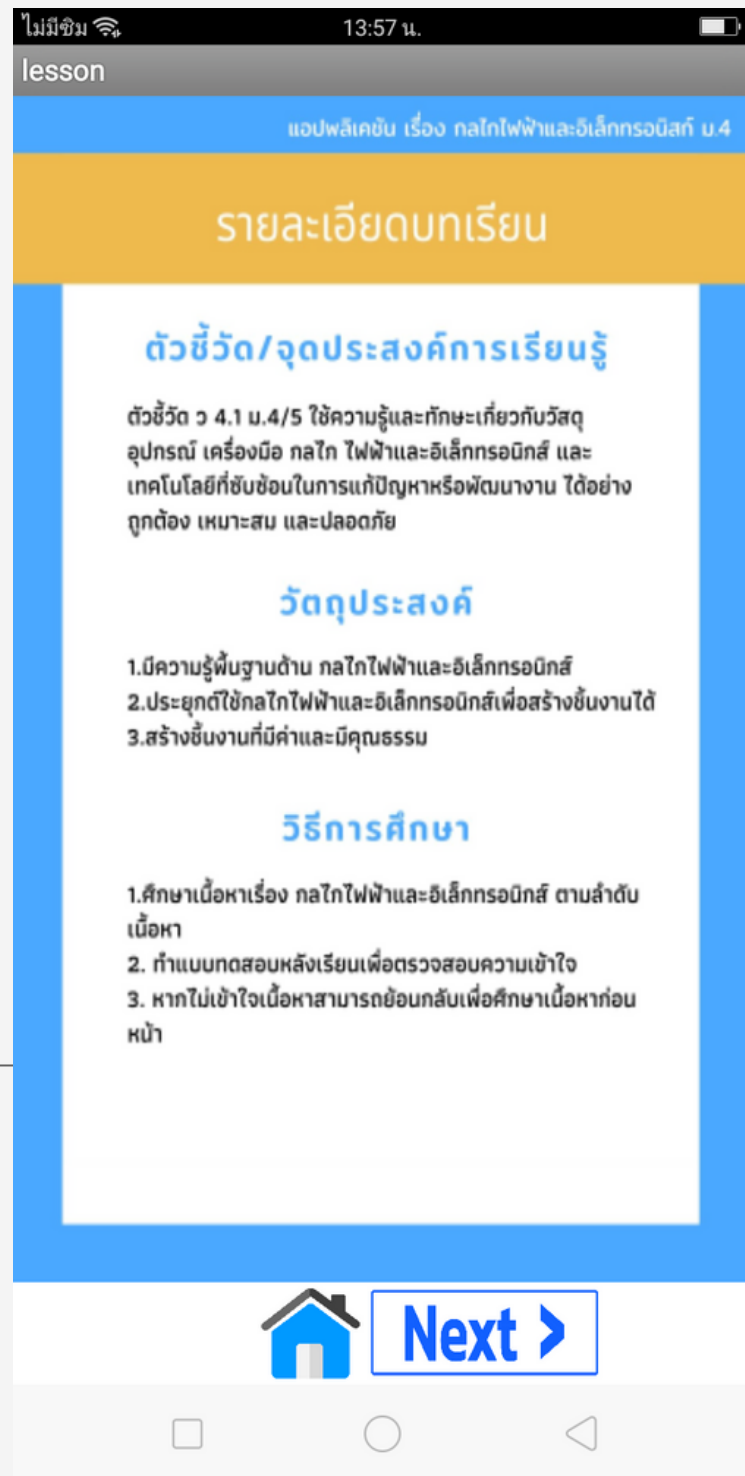 ไม่มีซิม
13:57 น.
lesson
แอปพลิเคชัน เรื่อง กลไกไฟฟ้าและอิเล็กทรอนิสก์ ม.4
รายละเอียดบทเรียน
ตัวชี้วัด/จุดประสงค์การเรียนรู้
ตัวชี้วัด ว 4.1 ม.4/5 ใช้ความรู้และทักษะเกี่ยวกับวัสดุ
อุปกรณ์ เครื่องมือ กลไก ไฟฟ้าและอิเล็กทรอนิกส์ และ
เทคโนโลยีที่ซับซ้อนในการแก้ปัญหาหรือพัฒนางาน ได้อย่าง
ถูกต้อง เหมาะสม และปลอดภัย
วัตถุประสงค์
1.มีความรู้พื้นฐานด้าน กลไกไฟฟ้าและอิเล็กทรอนิกส์
2.ประยุกต์ใช้กลไกไฟฟ้าและอิเล็กทรอนิกส์เพื่อสร้างชิ้นงานได้
3.สร้างชิ้นงานที่มีค่าและมีคุณธรรม
วิธีการศึกษา
1.ศึกษาเนื้อหาเรื่อง กลไกไฟฟ้าและอิเล็กทรอนิกส์ ตามลำดับ
เนื้อหา
2. ทำแบบทดสอบหลังเรียนเพื่อตรวจสอบความเข้าใจ
3. หากไม่เข้าใจเนื้อหาสามารถย้อนกลับเพื่อศึกษาเนื้อหาก่อน
หน้า
Next >